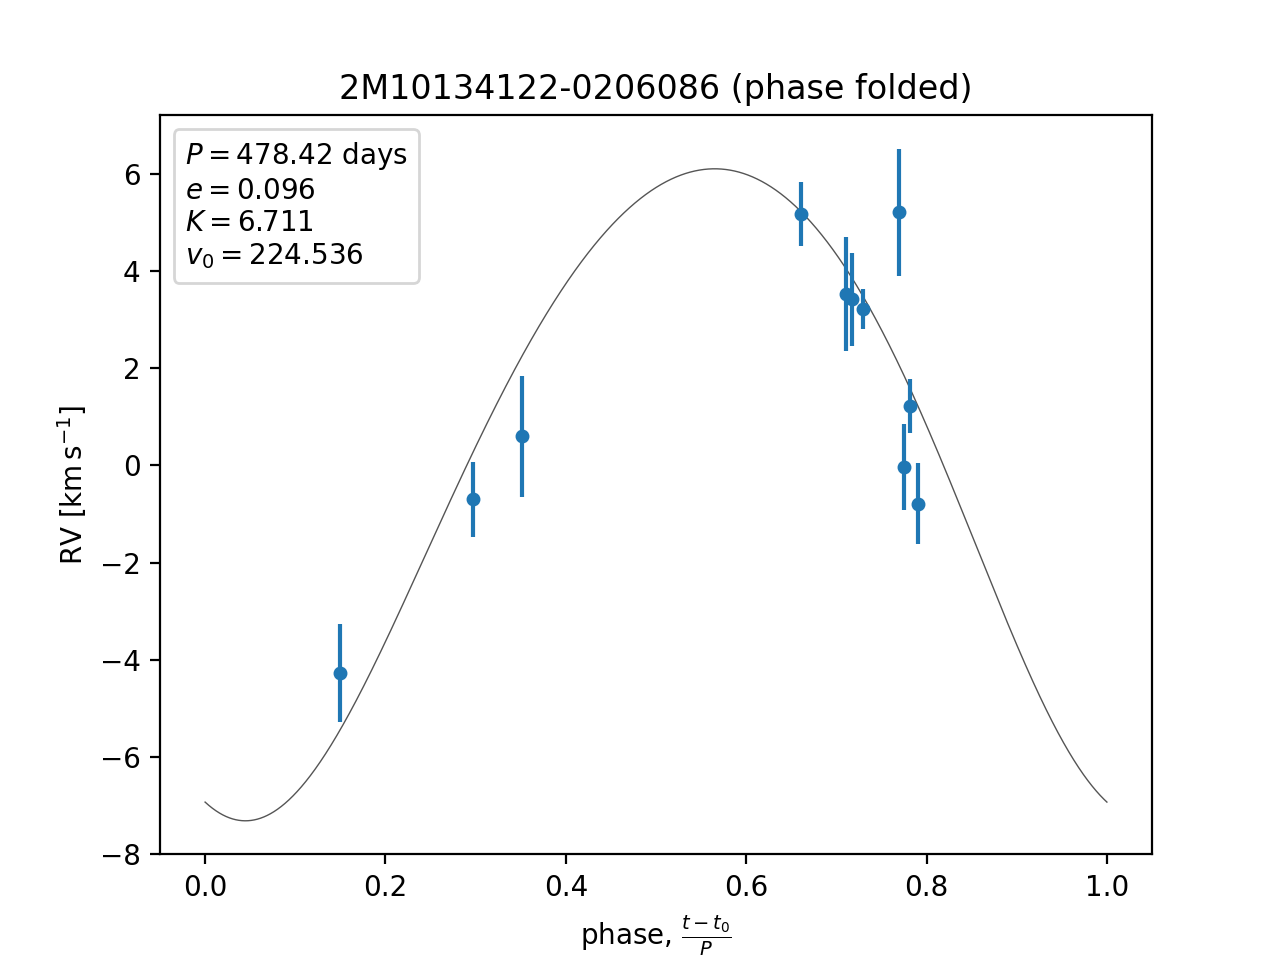 2M10134122-0206086 (phase folded)
P = 478.42 days
e = 0.096
K = 6.711
v₀ = 224.536
6
4
2
0
−2
−4
−6
−8
RV [km s⁻¹]
0.0 0.2 0.4 0.6 0.8 1.0
phase, (t − t₀)/P